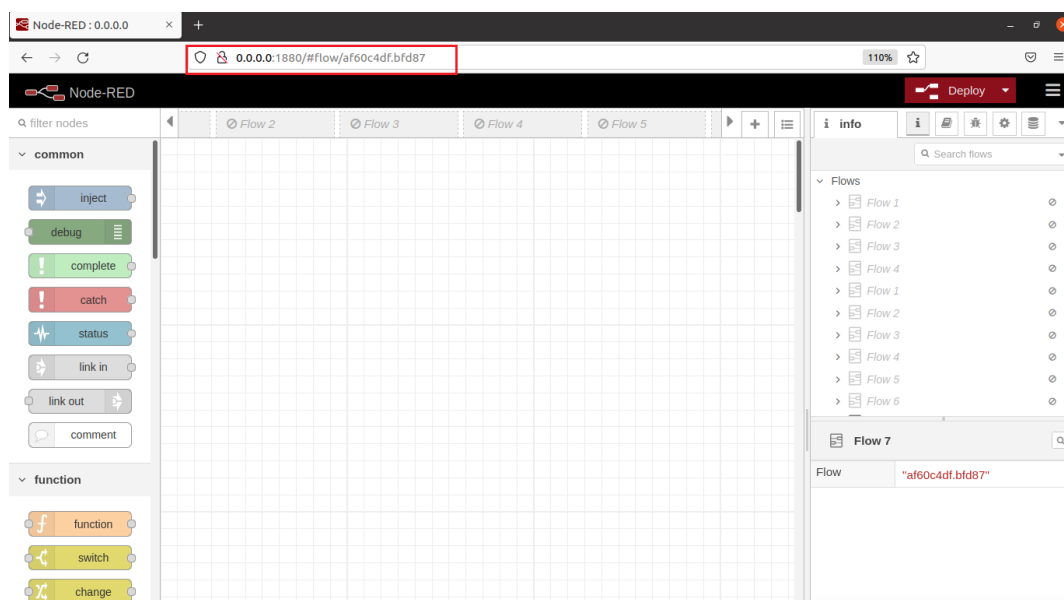 Node-RED : 0.0.0.0
0.0.0.0:1880/#flow/af60c4df.bfd87
110%
Node-RED
Deploy
filter nodes
Flow 2
Flow 3
Flow 4
Flow 5
info
Search flows
common
inject
debug
complete
catch
status
link in
link out
comment
function
function
switch
change
Flows
Flow 1
Flow 2
Flow 3
Flow 4
Flow 1
Flow 2
Flow 3
Flow 4
Flow 5
Flow 6
Flow 7
Flow "af60c4df.bfd87"